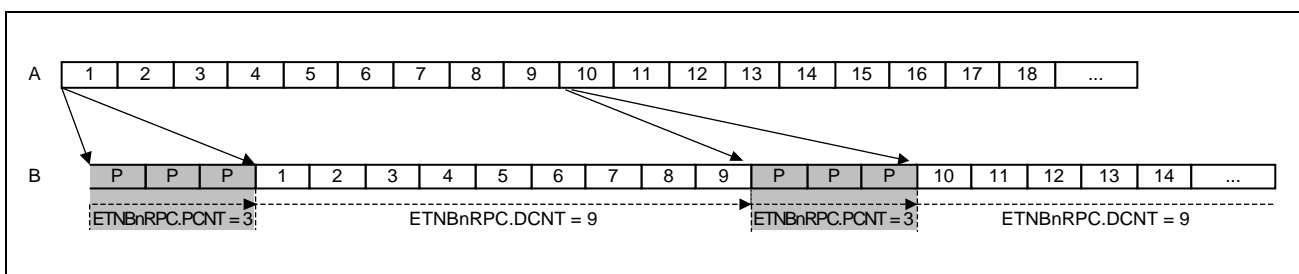 A 1 2 3 4 5 6 7 8 9 10 11 12 13 14 15 16 17 18 ...
B P P P 1 2 3 4 5 6 7 8 9 P P P 10 11 12 13 14 ...
ETNBnRPC.PCNT = 3 ETNBnRPC.DCNT = 9 ETNBnRPC.PCNT = 3 ETNBnRPC.DCNT = 9